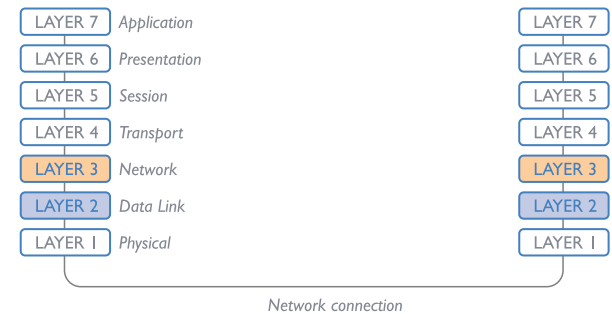 LAYER 7 Application LAYER 7
LAYER 6 Presentation LAYER 6
LAYER 5 Session LAYER 5
LAYER 4 Transport LAYER 4
LAYER 3 Network LAYER 3
LAYER 2 Data Link LAYER 2
LAYER 1 Physical LAYER 1
Network connection